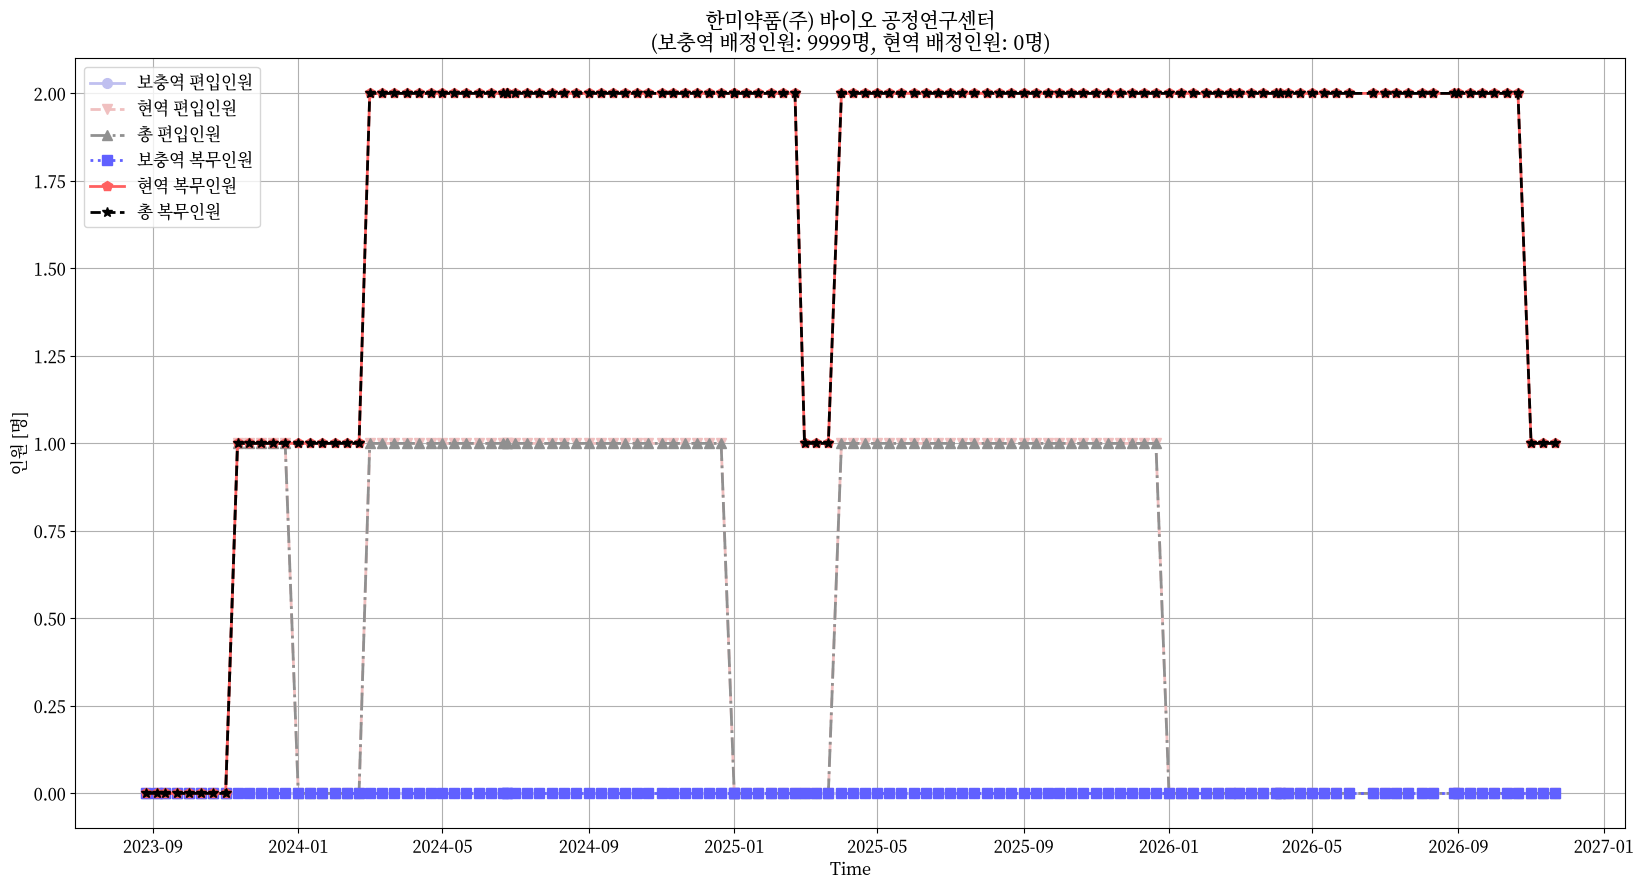 한미약품(주) 바이오 공정연구센터
(보충역 배정인원: 9999명, 현역 배정인원: 0명)
보충역 편입인원
현역 편입인원
총 편입인원
보충역 복무인원
현역 복무인원
총 복무인원
인원 [명]
2.00
1.75
1.50
1.25
1.00
0.75
0.50
0.25
0.00
2023-09 2024-01 2024-05 2024-09 2025-01 2025-05 2025-09 2026-01 2026-05 2026-09 2027-01
Time